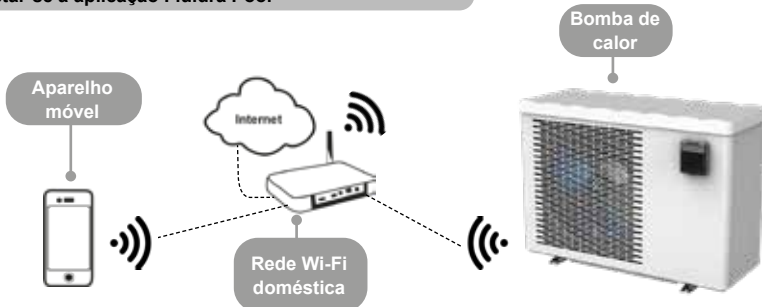 Bomba de
calor
Aparelho
móvel
Internet
Rede Wi-Fi
doméstica